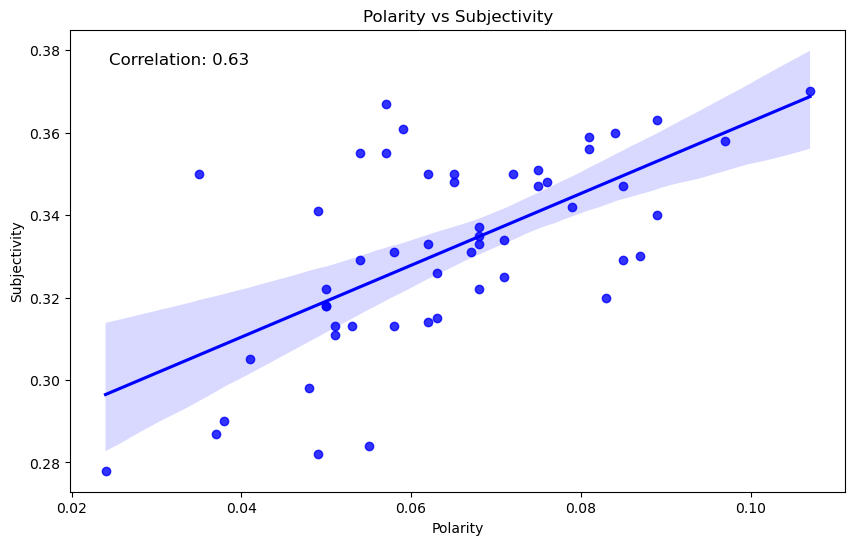 Polarity vs Subjectivity
Correlation: 0.63
Subjectivity
0.38
0.36
0.34
0.32
0.30
0.28
0.02 0.04 0.06 0.08 0.10
Polarity